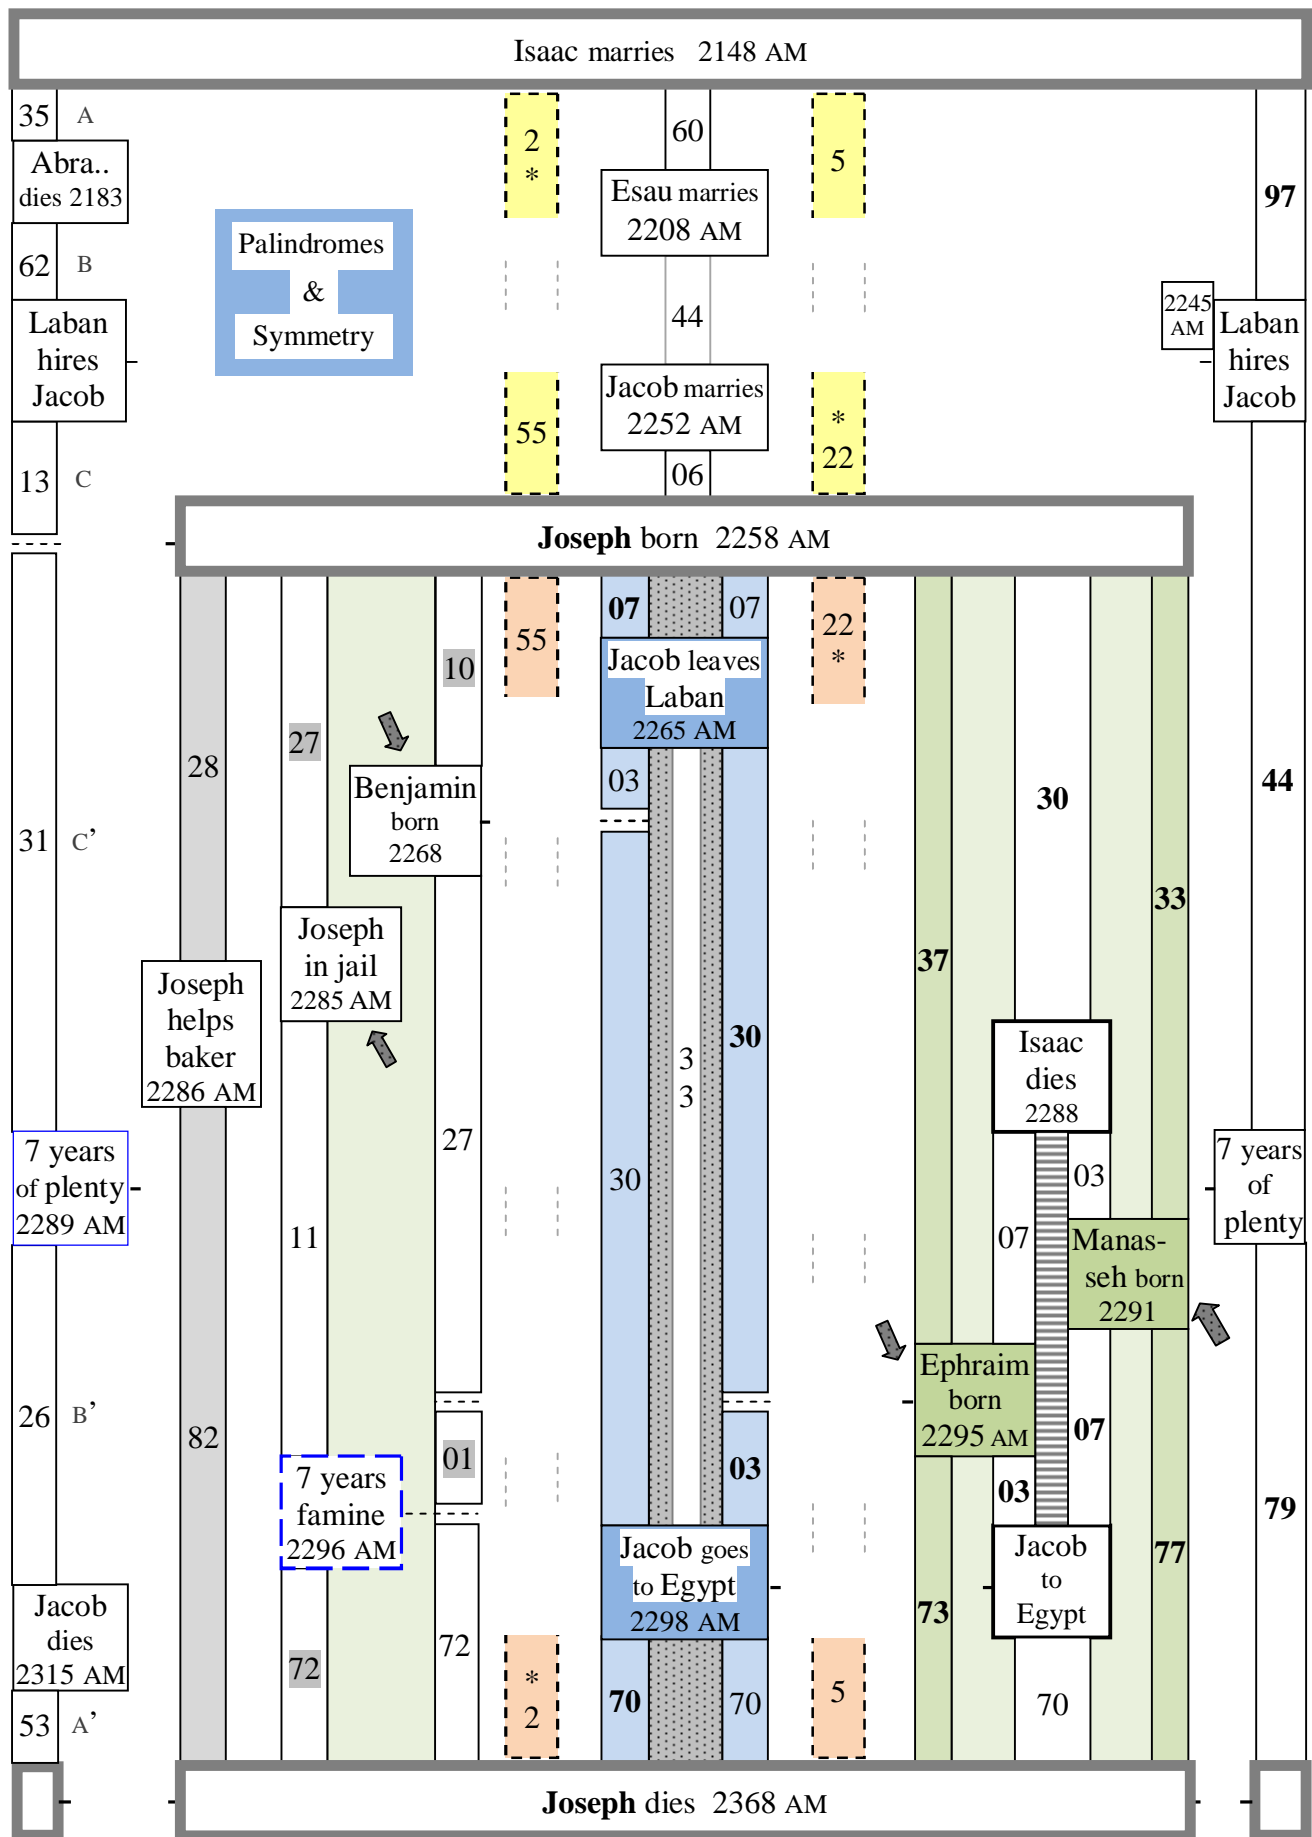 Isaac marries 2148 AM
35 A
2
*
60
5
Abra..
dies 2183
Esau marries
2208 AM
97
Palindromes
&
Symmetry
62 B
44
2245
AM
Laban
hires
Jacob
Laban
hires
Jacob
Jacob marries
2252 AM
55
*
22
13 C
06
Joseph born 2258 AM
07
07
55
22
*
10
Jacob leaves
Laban
2265 AM
27
28
03
30
44
Benjamin
born
2268
31 C’
33
Joseph
in jail
2285 AM
37
Joseph
helps
baker
2286 AM
3
3
30
Isaac
dies
2288
27
30
03
7 years
of plenty
2289 AM
7 years
of
plenty
11
07
Manas-
seh born
2291
Ephraim
born
2295 AM
26 B’
82
01
03
07
7 years
famine
2296 AM
03
79
Jacob goes
to Egypt
2298 AM
Jacob
to
Egypt
77
73
Jacob
dies
2315 AM
72
72
*
2
70
70
5
70
53 A’
Joseph dies 2368 AM